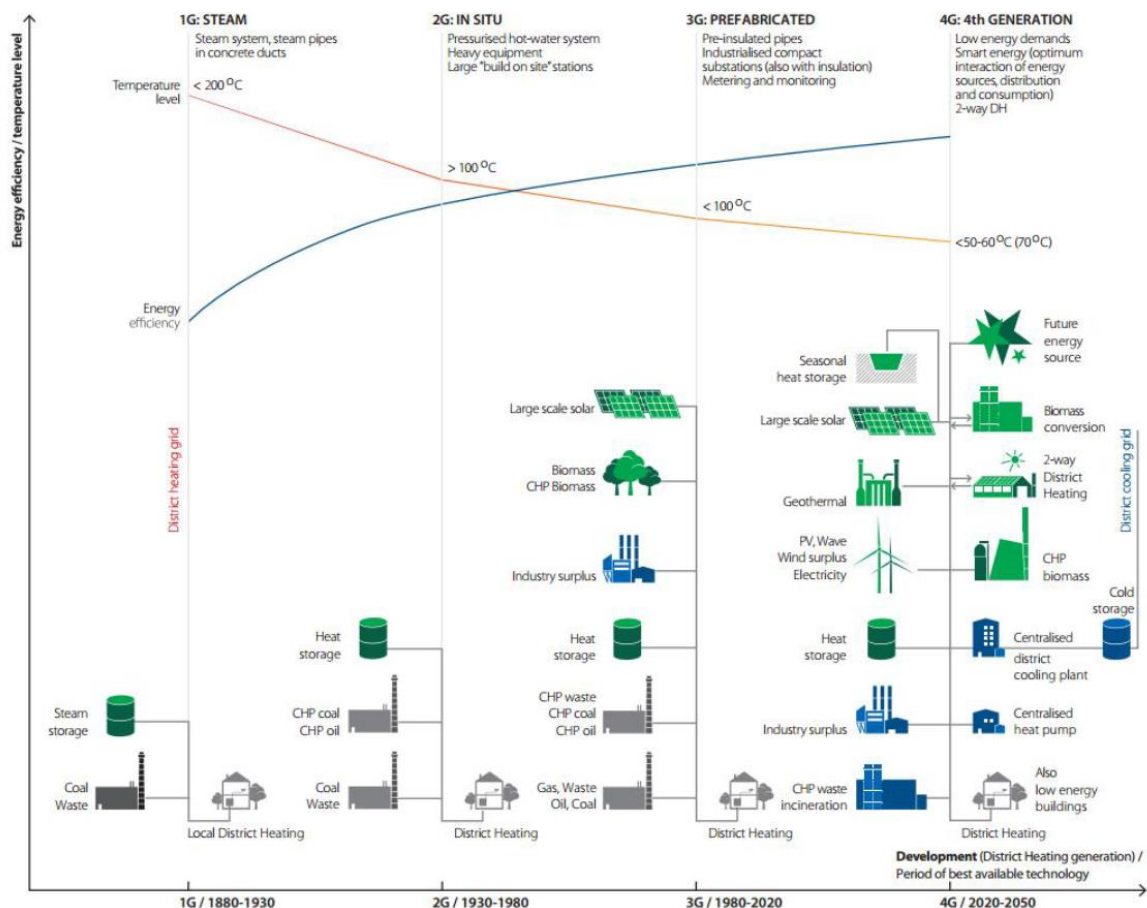 1G: STEAM
Steam system, steam pipes
in concrete ducts
2G: IN SITU
Pressurised hot-water system
Heavy equipment
Large "build on site" stations
3G: PREFABRICATED
Pre-insulated pipes
Industrialised compact
substations (also with insulation)
Metering and monitoring
4G: 4th GENERATION
Low energy demands
Smart energy (optimum
interaction of energy
sources, distribution
and consumption)
2-way DH
Energy efficiency / temperature level
Temperature
level
< 200 °C
> 100 °C
< 100 °C
<50-60 °C (70 °C)
Energy
efficiency
District heating grid
District cooling grid
Steam
storage
Coal
Waste
Local District Heating
Heat
storage
CHP coal
CHP oil
Coal
Waste
District Heating
Large scale solar
Biomass
CHP Biomass
Industry surplus
Heat
storage
CHP waste
CHP coal
CHP oil
Gas, Waste
Oil, Coal
District Heating
Seasonal
heat storage
Large scale solar
Geothermal
PV, Wave
Wind surplus
Electricity
Heat
storage
Industry surplus
CHP waste
incineration
Future
energy
source
Biomass
conversion
2-way
District
Heating
CHP
biomass
Cold
storage
Centralised
district
cooling plant
Centralised
heat pump
Also
low energy
buildings
District Heating
Development (District Heating generation) /
Period of best available technology
1G / 1880-1930
2G / 1930-1980
3G / 1980-2020
4G / 2020-2050